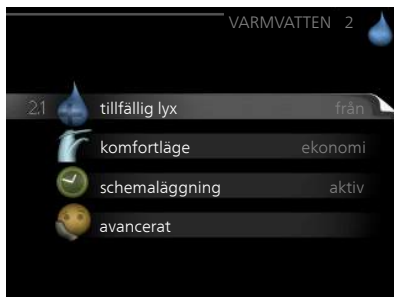 VARMVATTEN 2
2.1 tillfällig lyx från
komfortläge ekonomi
schemaläggning aktiv
avancerat